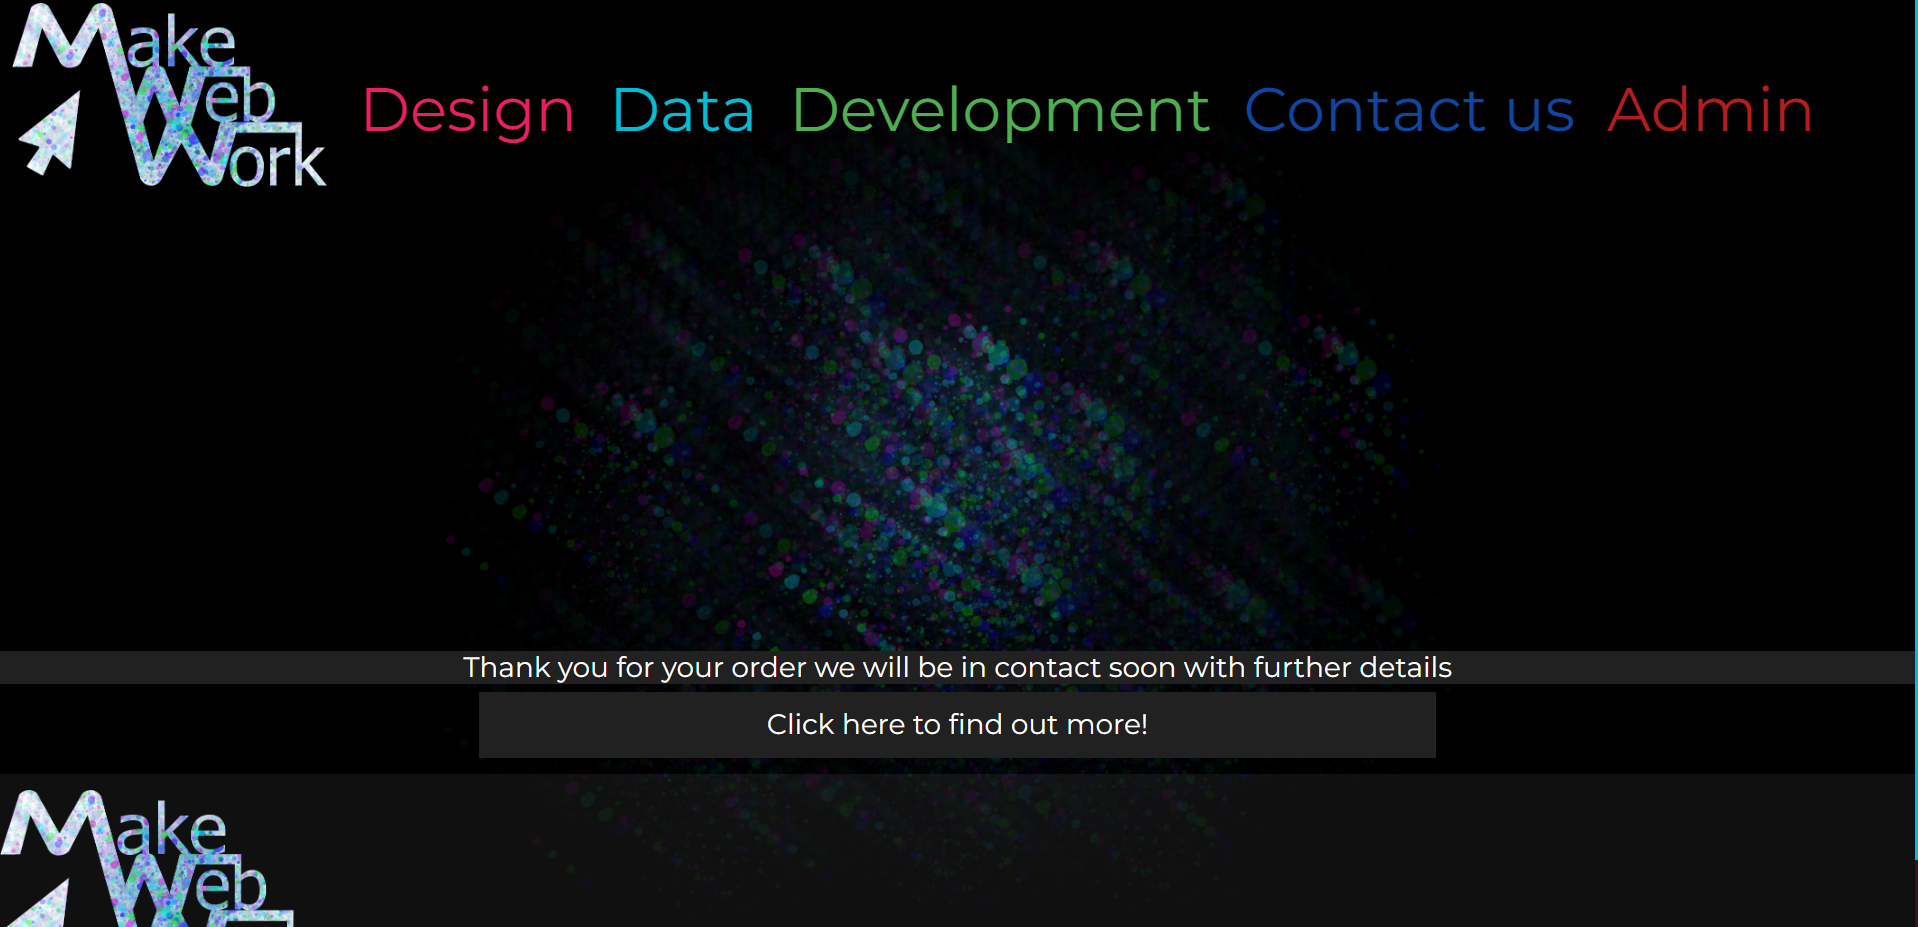 Make
Web
Work
Design Data Development Contact us Admin
Thank you for your order we will be in contact soon with further details
Click here to find out more!
Make
Web